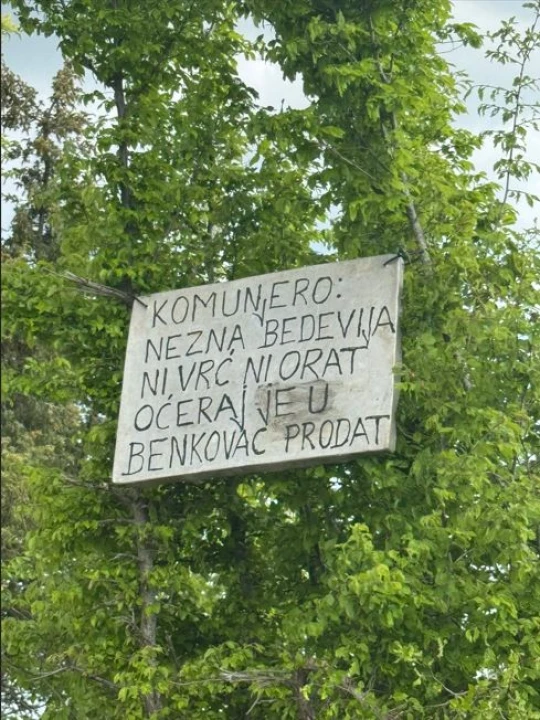 KOMUNJERO:
NEZNA BEDEVIJA
NI VRĆ NI ORAT
OĆERAJ JE U
BENKOVAC PRODAT